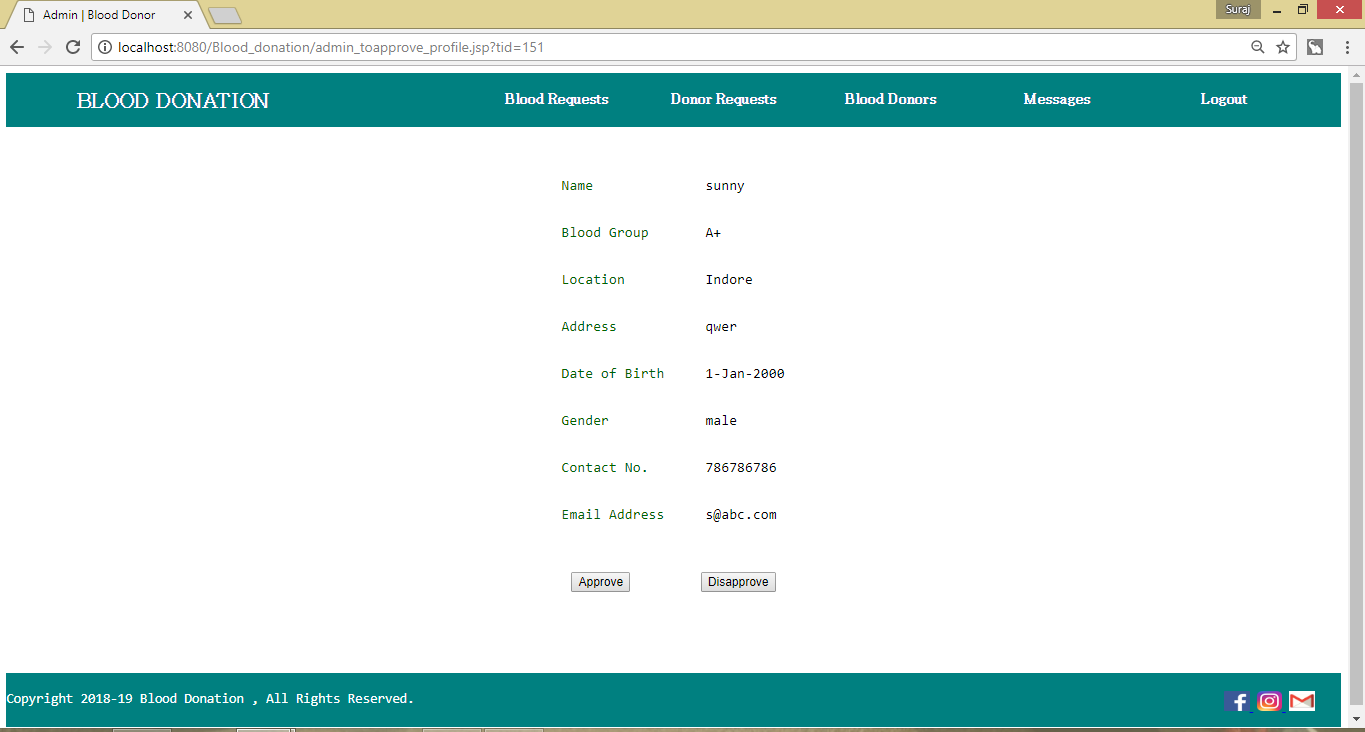 Admin | Blood Donor
Suraj
localhost:8080/Blood_donation/admin_toapprove_profile.jsp?tid=151
BLOOD DONATION Blood Requests Donor Requests Blood Donors Messages Logout
Name sunny
Blood Group A+
Location Indore
Address qwer
Date of Birth 1-Jan-2000
Gender male
Contact No. 786786786
Email Address s@abc.com
Approve Disapprove
Copyright 2018-19 Blood Donation , All Rights Reserved.